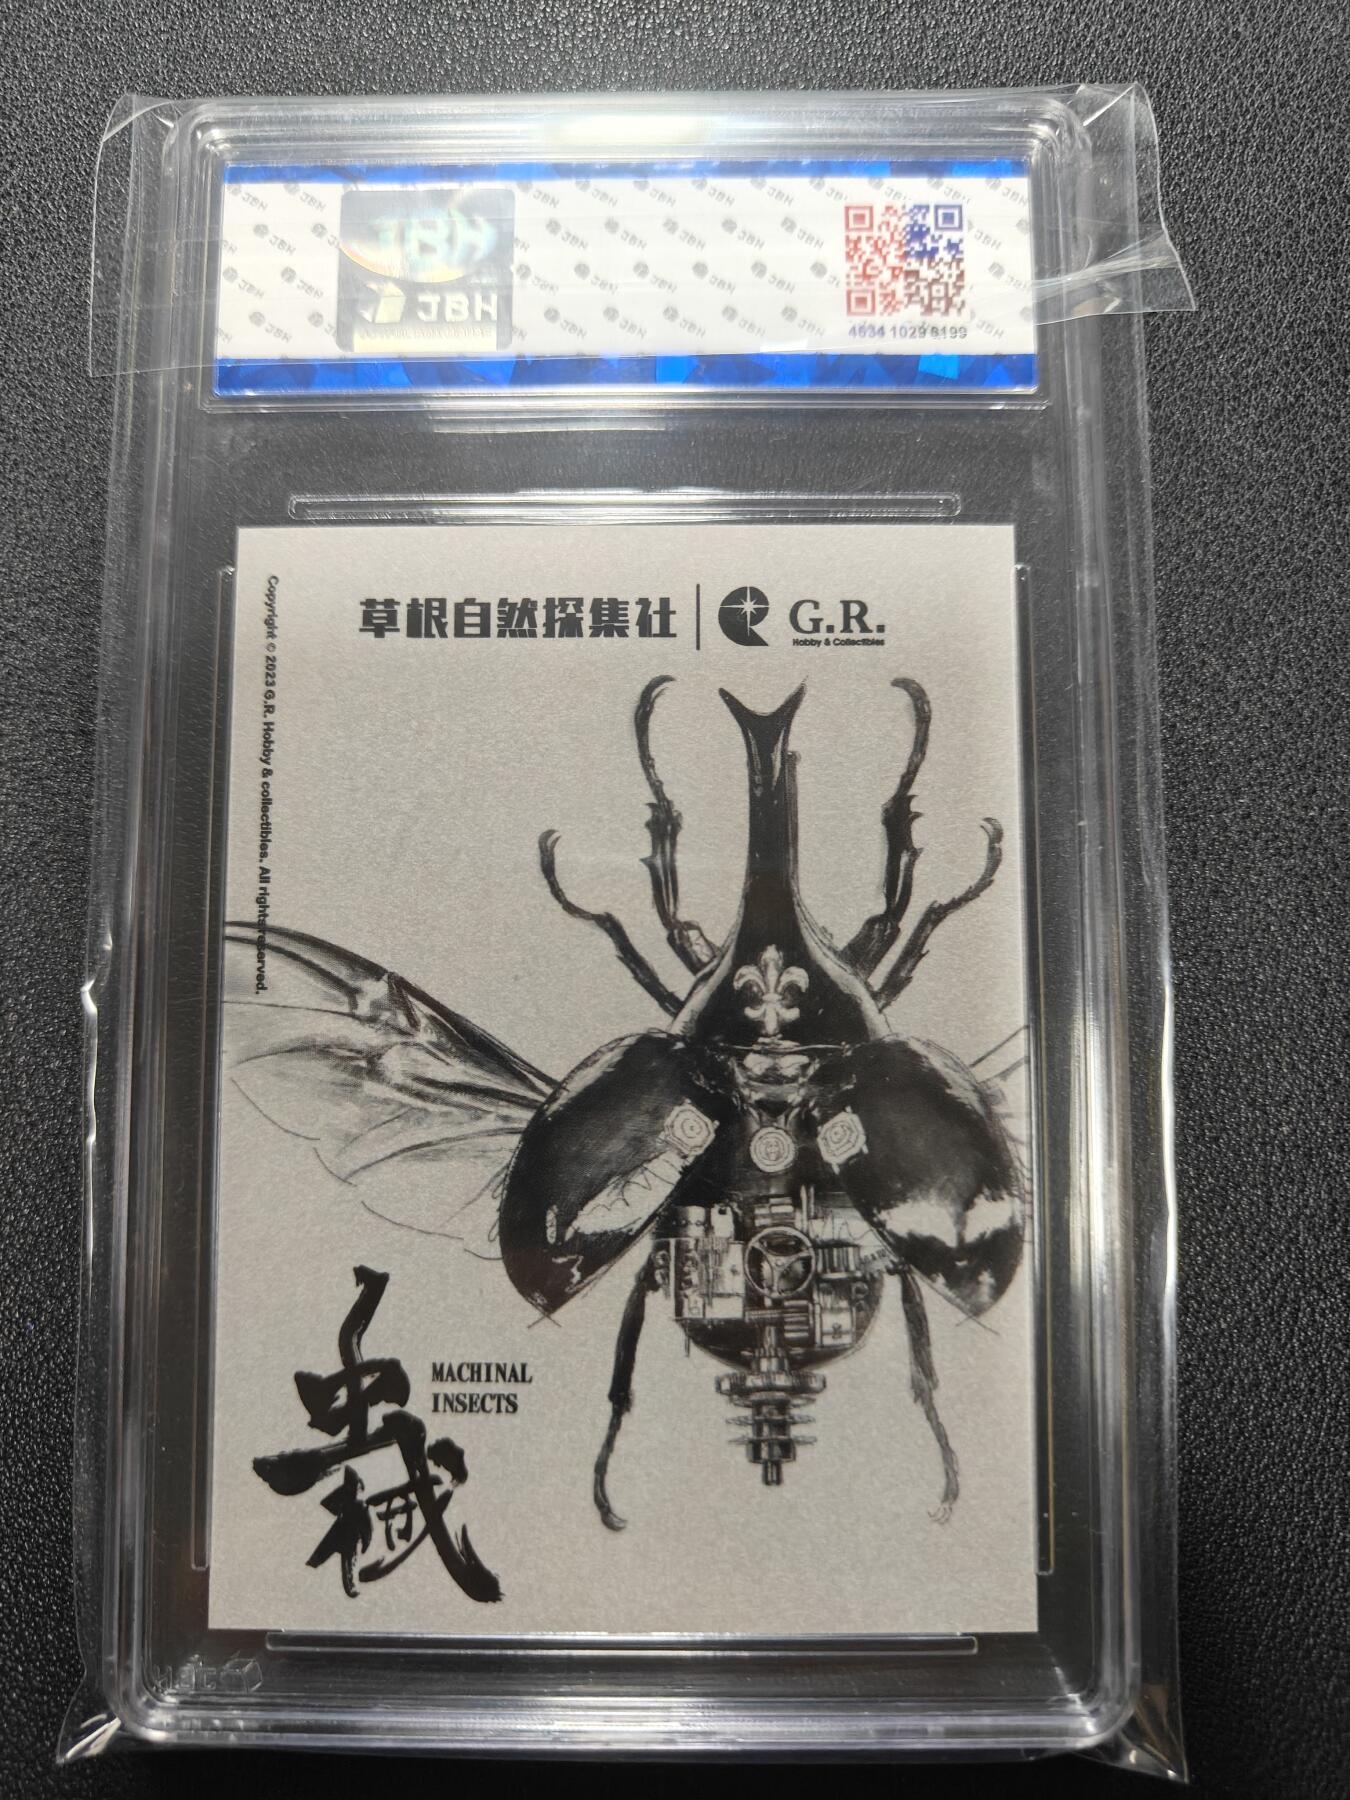 JBH
JBH
4634 1029 8199
草根自然探集社
G.R.
Hobby & Collectibles
Copyright © 2023 G.R. Hobby & collectibles. All rights reserved.
MACHINAL
INSECTS
虫械